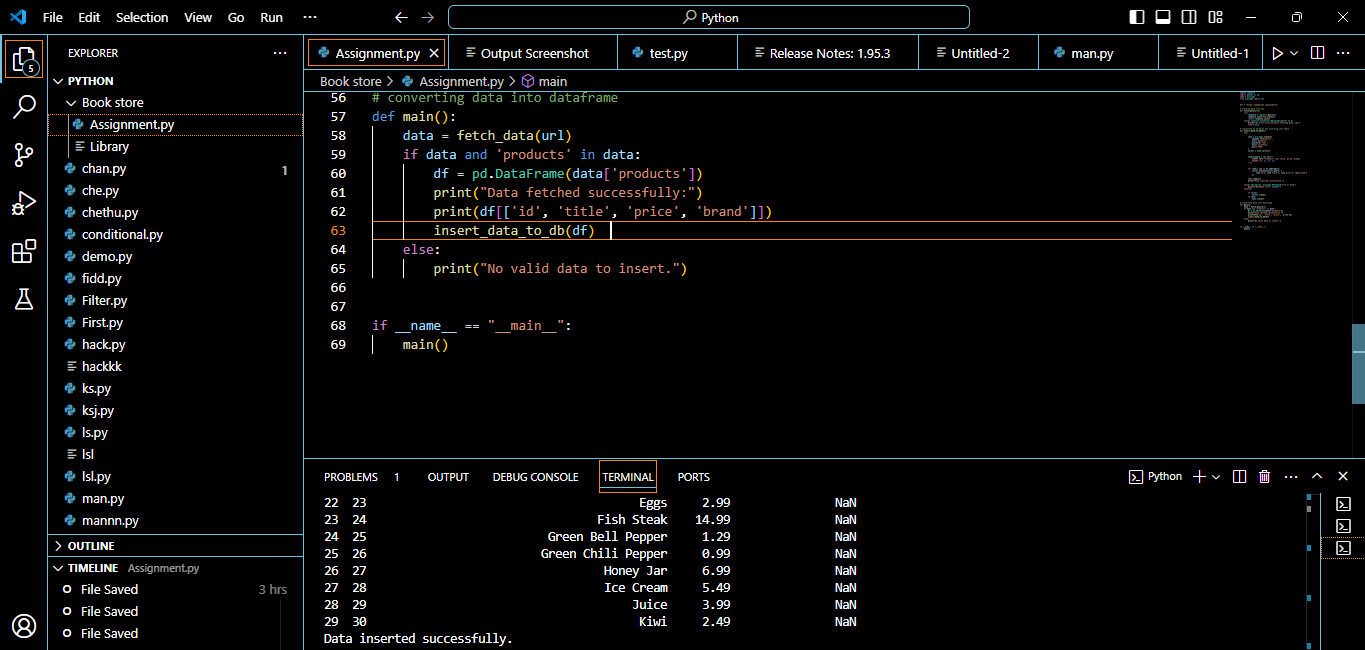 File Edit Selection View Go Run ··· Python
EXPLORER ···
Assignment.py Output Screenshot test.py Release Notes: 1.95.3 Untitled-2 man.py Untitled-1 ···
PYTHON
Book store
Assignment.py
Library
chan.py 1
che.py
chethu.py
conditional.py
demo.py
fidd.py
Filter.py
First.py
hack.py
hackkk
ks.py
ksj.py
ls.py
lsl
lsl.py
man.py
mannn.py
OUTLINE
TIMELINE Assignment.py
File Saved 3 hrs
File Saved
File Saved
5
Book store > Assignment.py > main
56 # converting data into dataframe
57 def main():
58 data = fetch_data(url)
59 if data and 'products' in data:
60 df = pd.DataFrame(data['products'])
61 print("Data fetched successfully:")
62 print(df[['id', 'title', 'price', 'brand']])
63 insert_data_to_db(df)
64 else:
65 print("No valid data to insert.")
66
67
68 if __name__ == "__main__":
69 main()
PROBLEMS 1 OUTPUT DEBUG CONSOLE TERMINAL PORTS Python ···
22 23 Eggs 2.99 NaN
23 24 Fish Steak 14.99 NaN
24 25 Green Bell Pepper 1.29 NaN
25 26 Green Chili Pepper 0.99 NaN
26 27 Honey Jar 6.99 NaN
27 28 Ice Cream 5.49 NaN
28 29 Juice 3.99 NaN
29 30 Kiwi 2.49 NaN
Data inserted successfully.